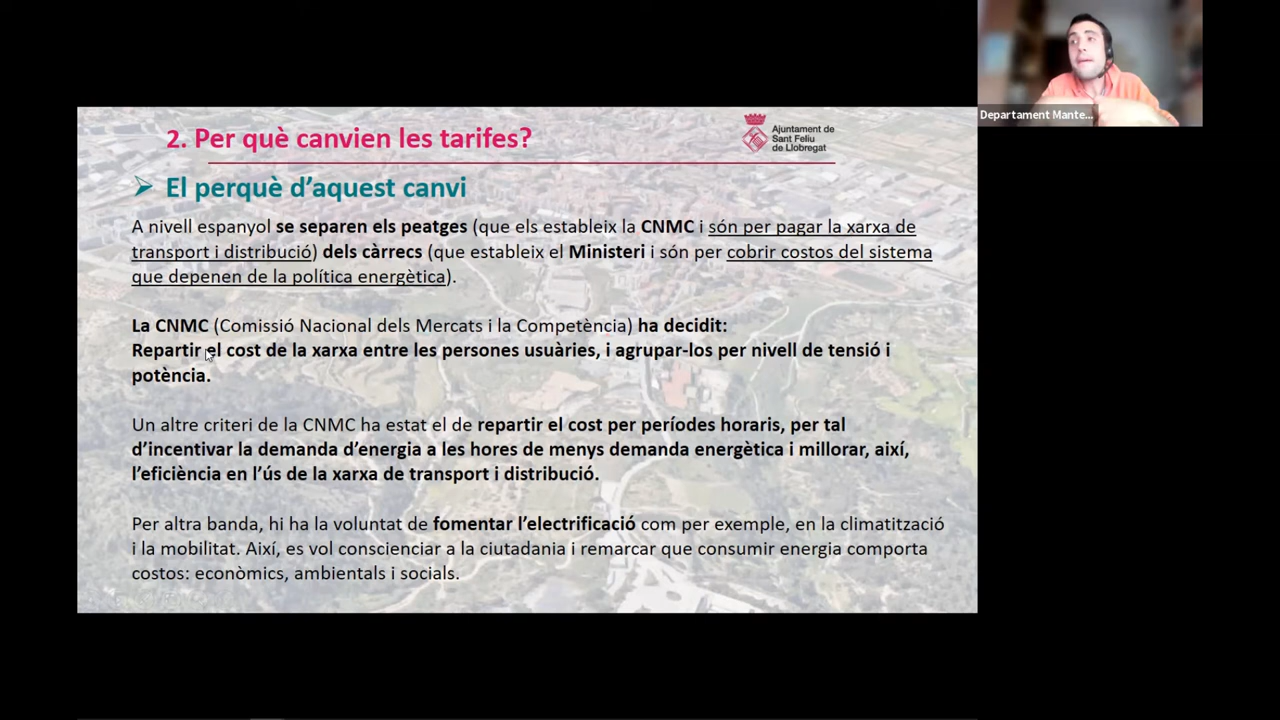 2. Per què canvien les tarifes?
Ajuntament de
Sant Feliu
de Llobregat
El perquè d'aquest canvi
A nivell espanyol se separen els peatges (que els estableix la CNMC i són per pagar la xarxa de
transport i distribució) dels càrrecs (que estableix el Ministeri i són per cobrir costos del sistema
que depenen de la política energètica).
La CNMC (Comissió Nacional dels Mercats i la Competència) ha decidit:
Repartir el cost de la xarxa entre les persones usuàries, i agrupar-los per nivell de tensió i
potència.
Un altre criteri de la CNMC ha estat el de repartir el cost per períodes horaris, per tal
d'incentivar la demanda d'energia a les hores de menys demanda energètica i millorar, així,
l'eficiència en l'ús de la xarxa de transport i distribució.
Per altra banda, hi ha la voluntat de fomentar l'electrificació com per exemple, en la climatització
i la mobilitat. Així, es vol conscienciar a la ciutadania i remarcar que consumir energia comporta
costos: econòmics, ambientals i socials.
Departament Mante...